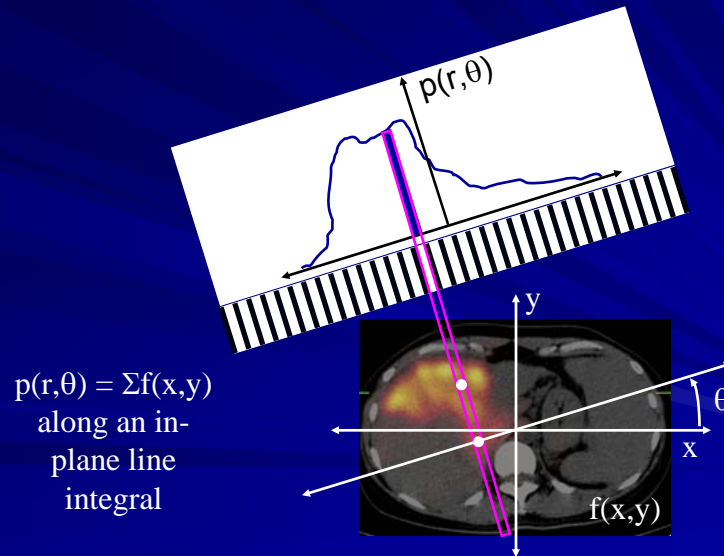 p(r,θ)
y
p(r,θ) = Σf(x,y)
along an in-
plane line
integral
θ
x
f(x,y)